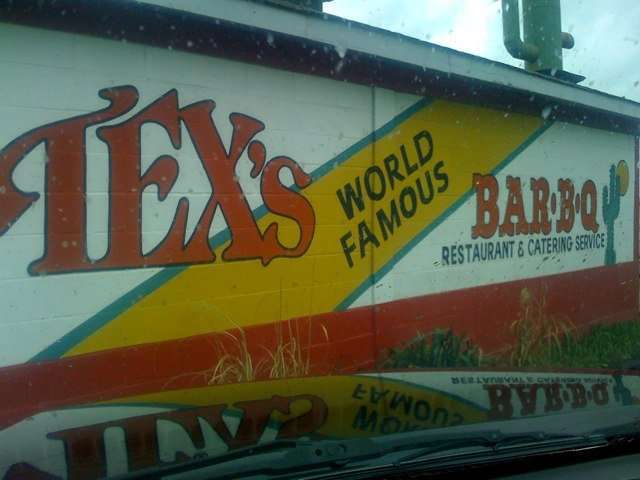 TEX'S
WORLD
FAMOUS
BAR·B·Q
RESTAURANT & CATERING SERVICE